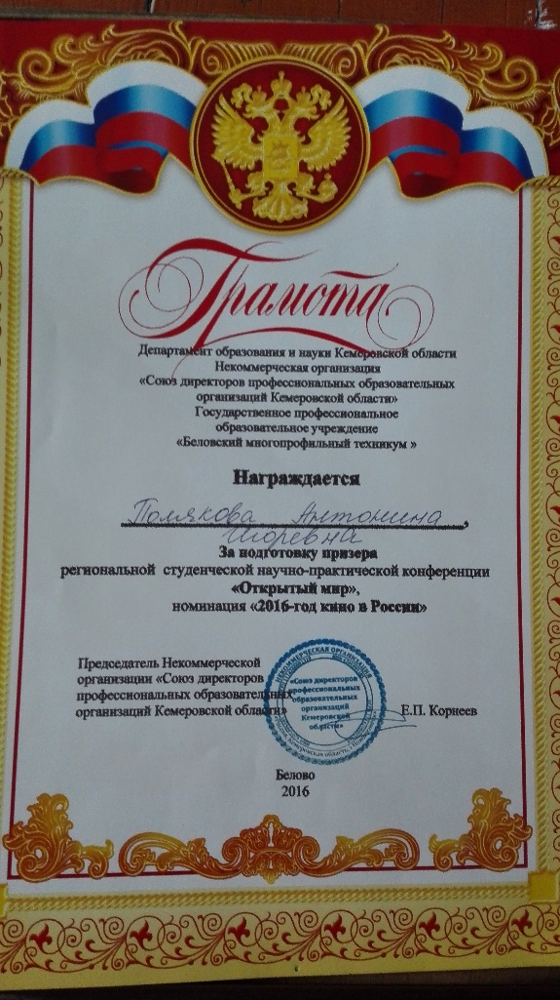 Грамота
Департамент образования и науки Кемеровской области
Некоммерческая организация
«Союз директоров профессиональных образовательных
организаций Кемеровской области»
Государственное профессиональное
образовательное учреждение
«Беловский многопрофильный техникум »
Награждается
Полякова Антонина ,
Игоревна
За подготовку призера
региональной студенческой научно-практической конференции
«Открытый мир»,
номинация «2016-год кино в России»
Председатель Некоммерческой
организации «Союз директоров
профессиональных образовательных
организаций Кемеровской области»
Е.П. Корнеев
НЕКОММЕРЧЕСКАЯ ОРГАНИЗАЦИЯ
«Союз директоров
профессиональных
образовательных
организаций
Кемеровской
области»
Белово
2016